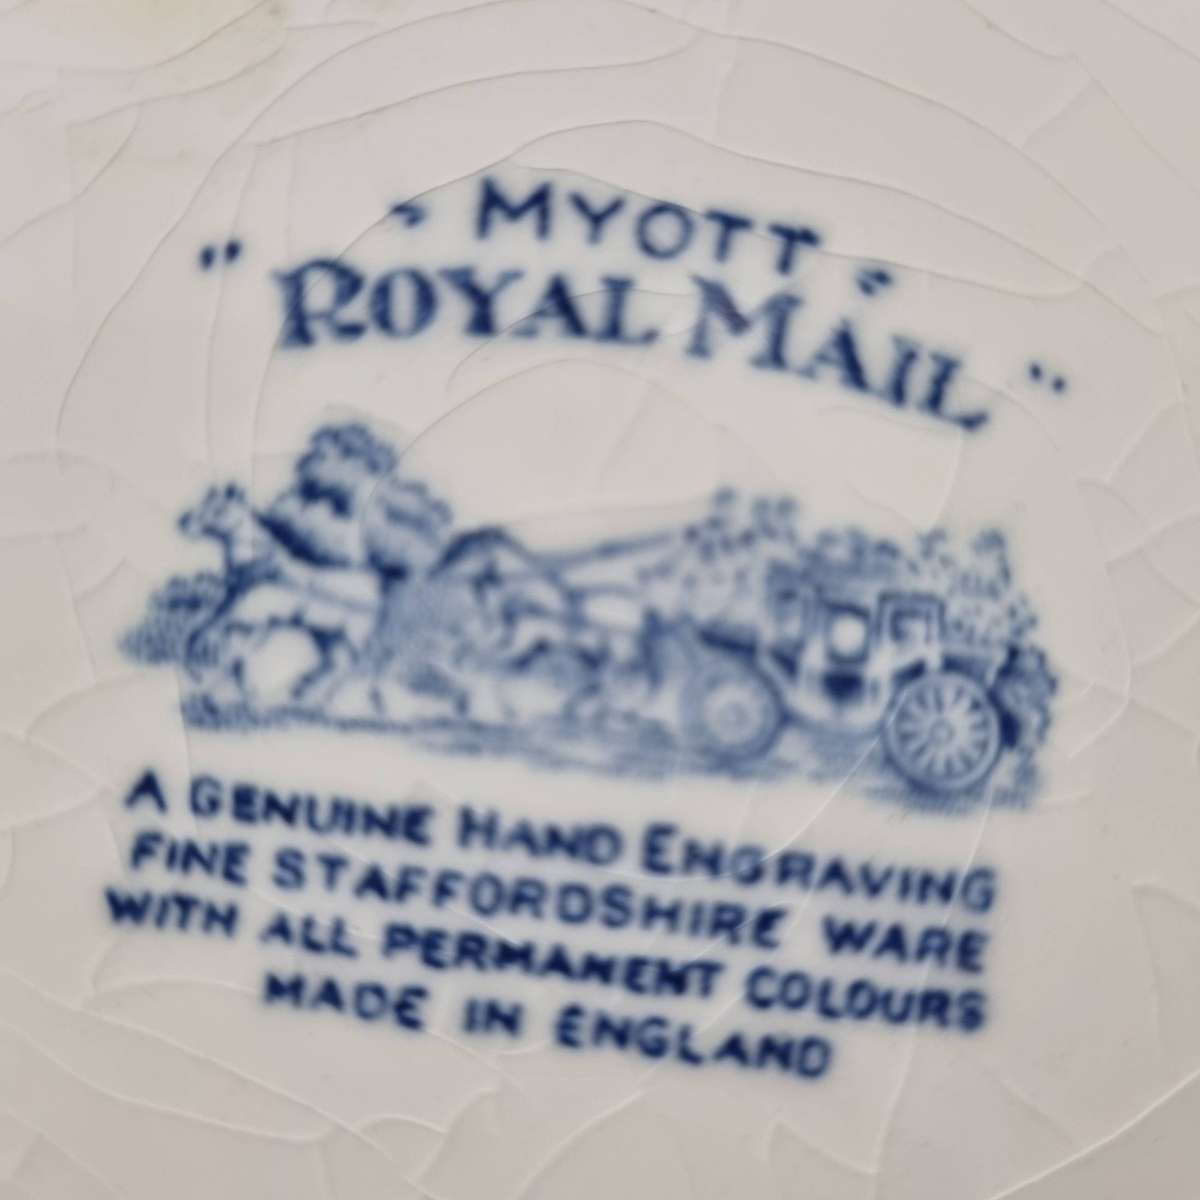 MYOTT
"ROYAL MAIL"
A GENUINE HAND ENGRAVING
FINE STAFFORDSHIRE WARE
WITH ALL PERMANENT COLOURS
MADE IN ENGLAND